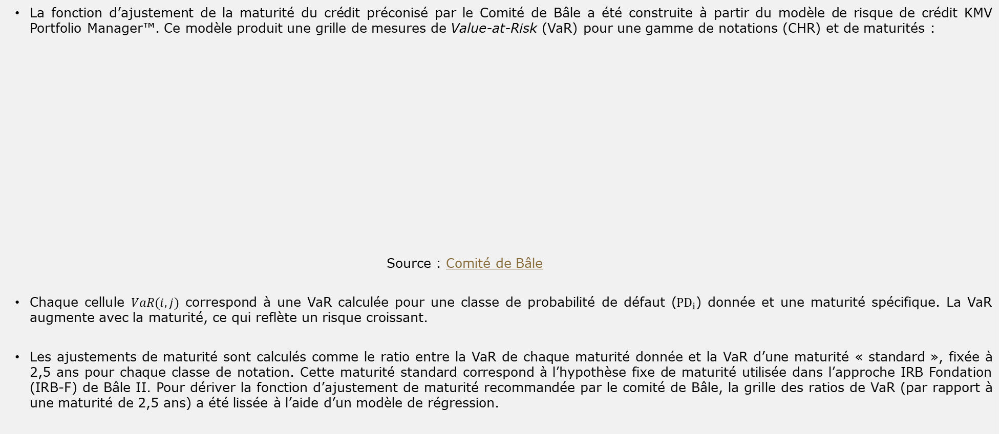 • La fonction d’ajustement de la maturité du crédit préconisé par le Comité de Bâle a été construite à partir du modèle de risque de crédit KMV
Portfolio Manager™. Ce modèle produit une grille de mesures de Value-at-Risk (VaR) pour une gamme de notations (CHR) et de maturités :
Source : Comité de Bâle
• Chaque cellule VaR(i,j) correspond à une VaR calculée pour une classe de probabilité de défaut (PDᵢ) donnée et une maturité spécifique. La VaR
augmente avec la maturité, ce qui reflète un risque croissant.
• Les ajustements de maturité sont calculés comme le ratio entre la VaR de chaque maturité donnée et la VaR d’une maturité « standard », fixée à
2,5 ans pour chaque classe de notation. Cette maturité standard correspond à l’hypothèse fixe de maturité utilisée dans l’approche IRB Fondation
(IRB-F) de Bâle II. Pour dériver la fonction d’ajustement de maturité recommandée par le comité de Bâle, la grille des ratios de VaR (par rapport à
une maturité de 2,5 ans) a été lissée à l’aide d’un modèle de régression.